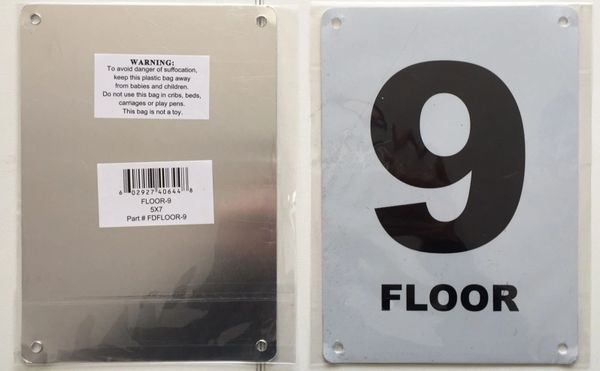 WARNING:
To avoid danger of suffocation,
keep this plastic bag away
from babies and children.
Do not use this bag in cribs, beds,
carriages or play pens.
This bag is not a toy.
6 02927 40644 8
FLOOR-9
5X7
Part # FDFLOOR-9
9
FLOOR